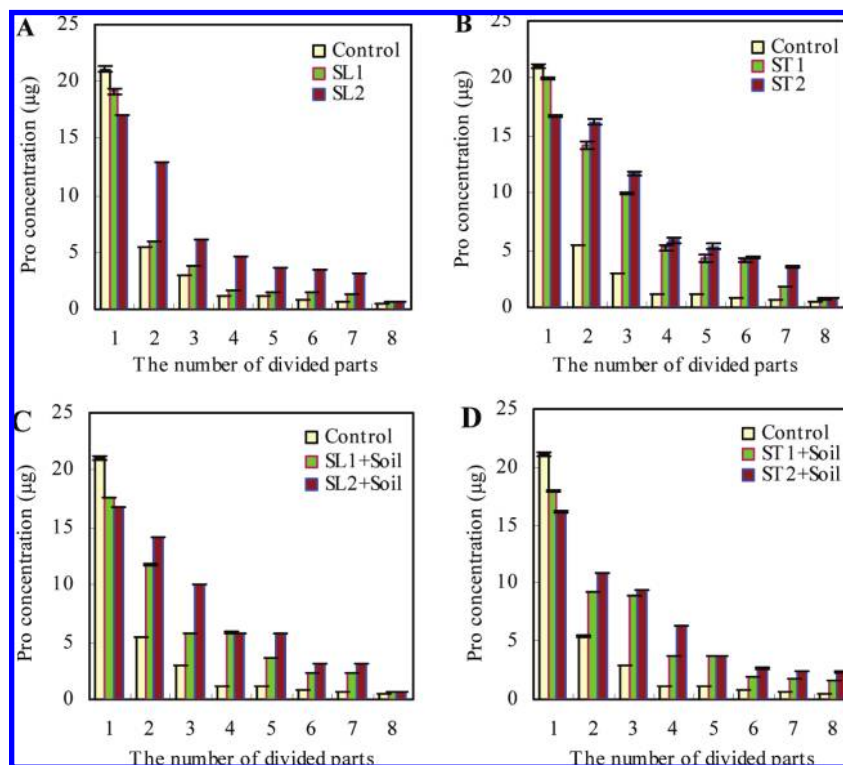 A
25
20
15
10
5
0
Pro concentration (μg)
Control
SL1
SL2
1 2 3 4 5 6 7 8
The number of divided parts
B
25
20
15
10
5
0
Pro concentration (μg)
Control
ST1
ST2
1 2 3 4 5 6 7 8
The number of divided parts
C
25
20
15
10
5
0
Pro concentration (μg)
Control
SL1+Soil
SL2+Soil
1 2 3 4 5 6 7 8
The number of divided parts
D
25
20
15
10
5
0
Pro concentration (μg)
Control
ST1+Soil
ST2+Soil
1 2 3 4 5 6 7 8
The number of divided parts